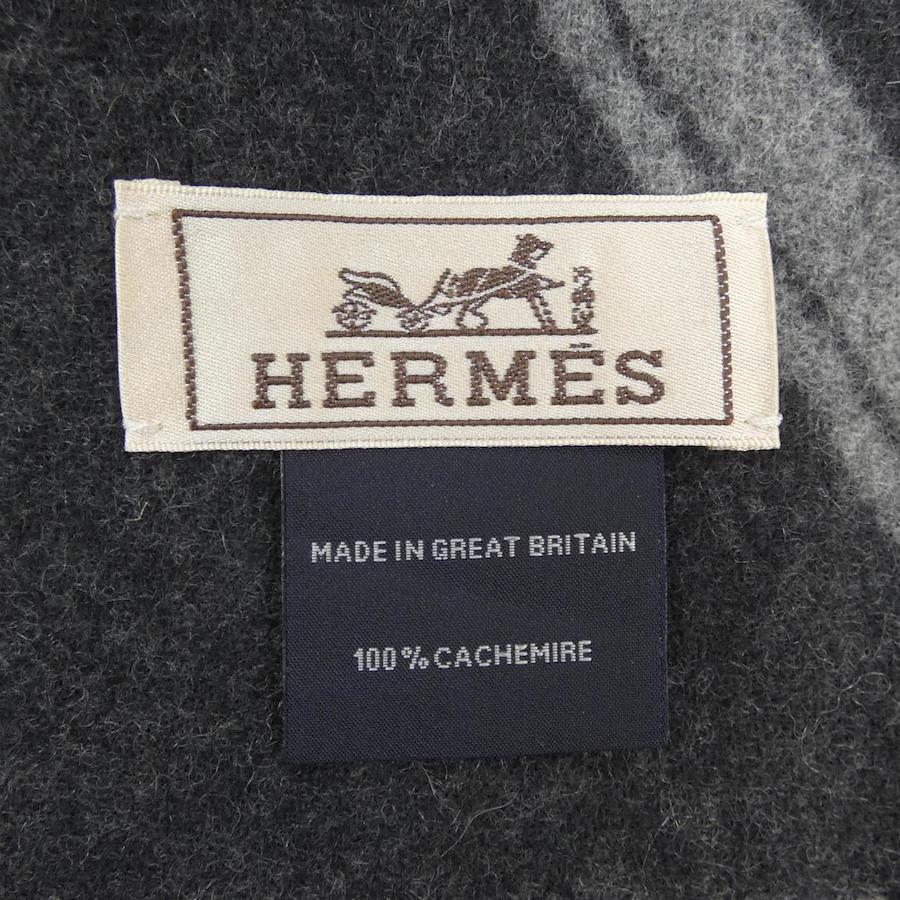 HERMÈS
MADE IN GREAT BRITAIN
100% CACHEMIRE